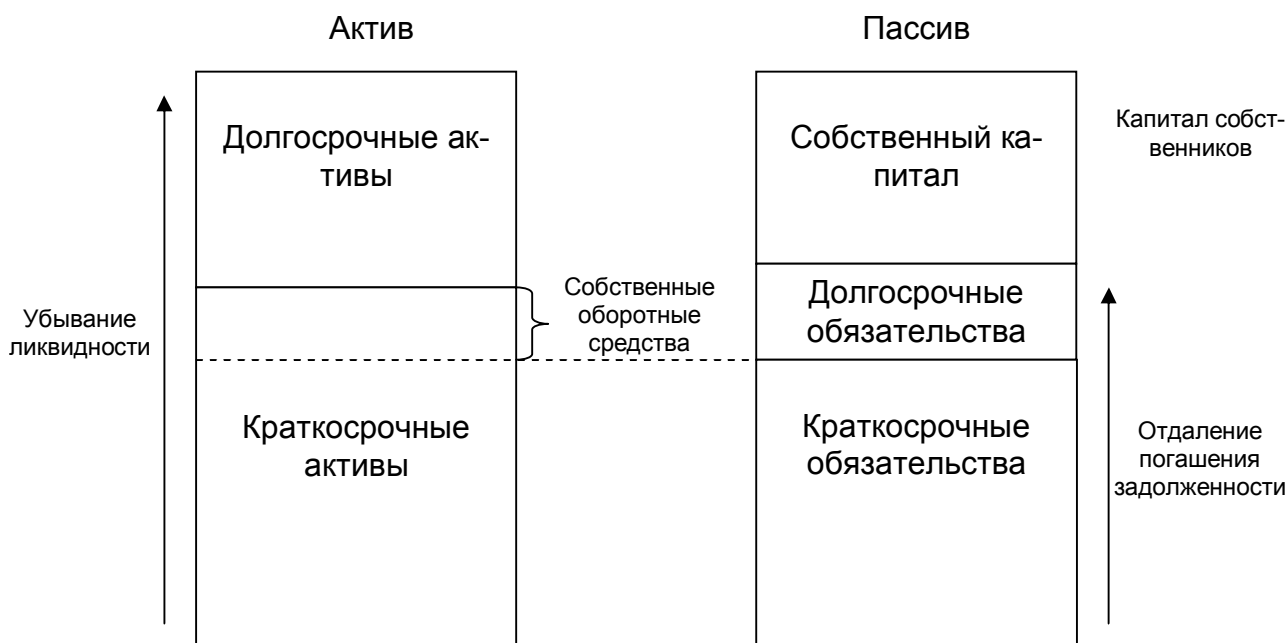 Актив
Пассив
Долгосрочные ак-
тивы
Собственный ка-
питал
Капитал собст-
венников
Убывание
ликвидности
Собственные
оборотные
средства
Долгосрочные
обязательства
Краткосрочные
активы
Краткосрочные
обязательства
Отдаление
погашения
задолженности